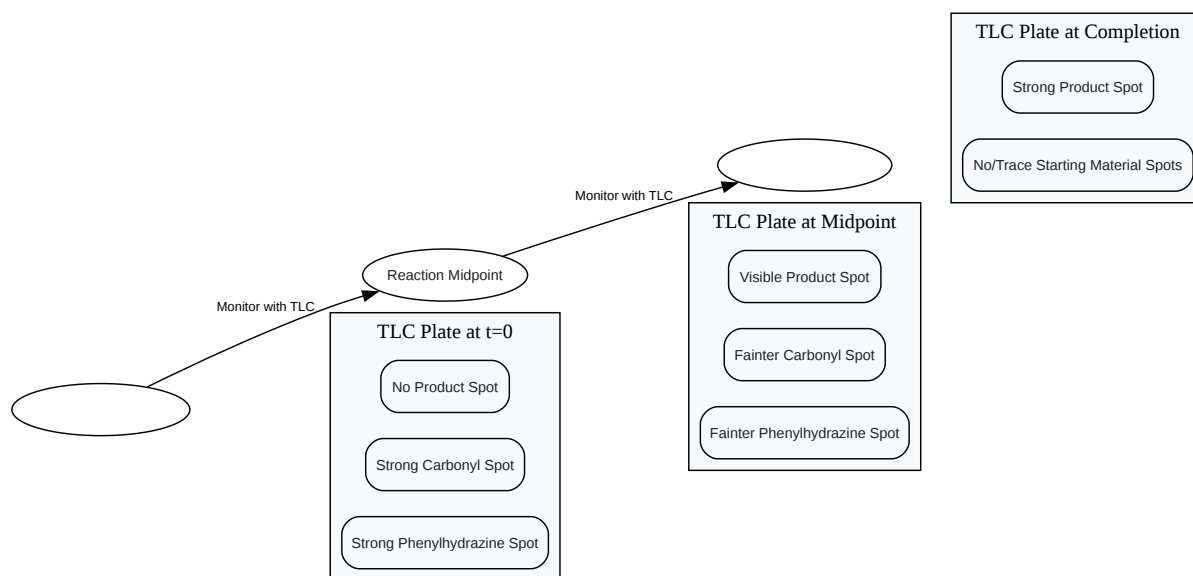 TLC Plate at Completion
Strong Product Spot
No/Trace Starting Material Spots
Monitor with TLC
TLC Plate at Midpoint
Visible Product Spot
Fainter Carbonyl Spot
Fainter Phenylhydrazine Spot
Reaction Midpoint
Monitor with TLC
TLC Plate at t=0
No Product Spot
Strong Carbonyl Spot
Strong Phenylhydrazine Spot